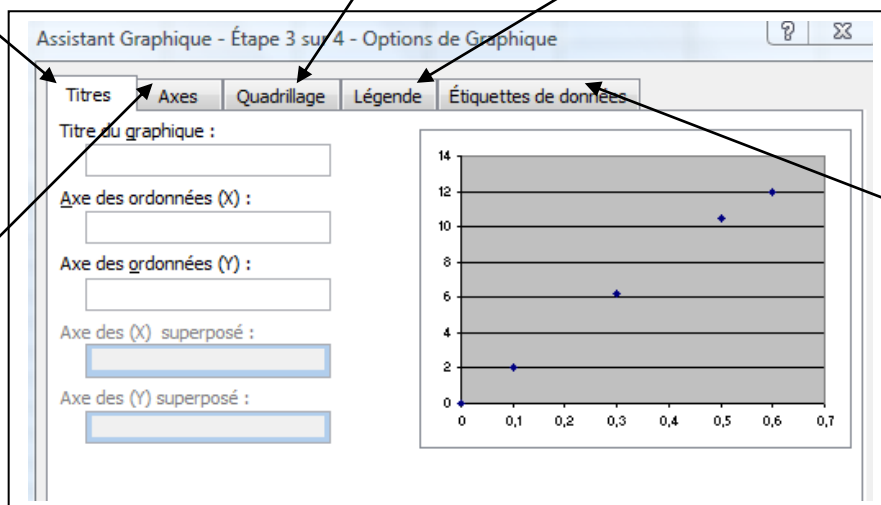 Assistant Graphique - Étape 3 sur 4 - Options de Graphique
Titres Axes Quadrillage Légende Étiquettes de données
Titre du graphique :
Axe des ordonnées (X) :
Axe des ordonnées (Y) :
Axe des (X) superposé :
Axe des (Y) superposé :
14
12
10
8
6
4
2
0
0 0,1 0,2 0,3 0,4 0,5 0,6 0,7